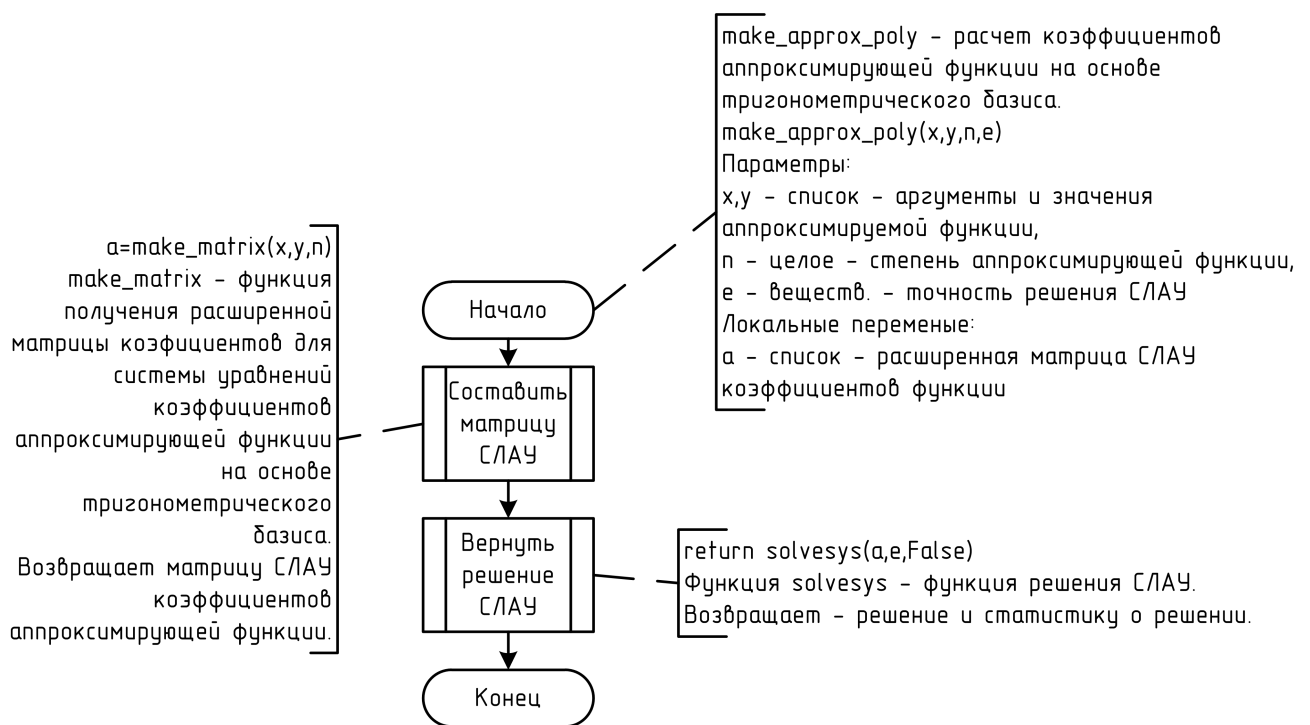 make_approx_poly – расчет коэффициентов
аппроксимирующей функции на основе
тригонометрического базиса.
make_approx_poly(x,y,n,e)
Параметры:
x,y – список – аргументы и значения
аппроксимируемой функции,
n – целое – степень аппроксимирующей функции,
e – веществ. – точность решения СЛАУ
Локальные переменые:
a – список – расширенная матрица СЛАУ
коэффициентов функции
a=make_matrix(x,y,n)
make_matrix – функция
получения расширенной
матрицы коэфициентов для
системы уравнений
коэффициентов
аппроксимирующей функции
на основе
тригонометрического
базиса.
Возвращает матрицу СЛАУ
коэффициентов
аппроксимирующей функции.
Начало
Составить
матрицу
СЛАУ
Вернуть
решение
СЛАУ
return solvesys(a,e,False)
Функция solvesys – функция решения СЛАУ.
Возвращает – решение и статистику о решении.
Конец